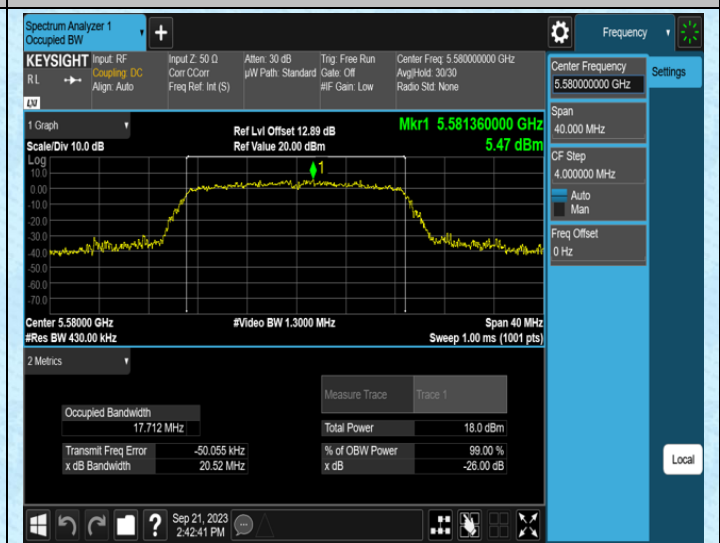 Spectrum Analyzer 1
Occupied BW
+
Frequency
KEYSIGHT
R L
LXI
Input: RF
Coupling: DC
Align: Auto
Input Z: 50 Ω
Corr CCorr
Freq Ref: Int (S)
Atten: 30 dB
µW Path: Standard
Trig: Free Run
Gate: Off
#IF Gain: Low
Center Freq: 5.580000000 GHz
Avg|Hold: 30/30
Radio Std: None
Center Frequency
5.580000000 GHz
Settings
Span
40.000 MHz
CF Step
4.000000 MHz
Auto
Man
Freq Offset
0 Hz
1 Graph
Scale/Div 10.0 dB
Ref Lvl Offset 12.89 dB
Ref Value 20.00 dBm
Mkr1 5.581360000 GHz
5.47 dBm
Log
10.0
0.00
-10.0
-20.0
-30.0
-40.0
-50.0
-60.0
-70.0
1
Center 5.58000 GHz
#Res BW 430.00 kHz
#Video BW 1.3000 MHz
Span 40 MHz
Sweep 1.00 ms (1001 pts)
2 Metrics
Measure Trace Trace 1
Occupied Bandwidth
17.712 MHz
Total Power 18.0 dBm
Transmit Freq Error -50.055 kHz
% of OBW Power 99.00 %
x dB Bandwidth 20.52 MHz
x dB -26.00 dB
Local
?
Sep 21, 2023
2:42:41 PM